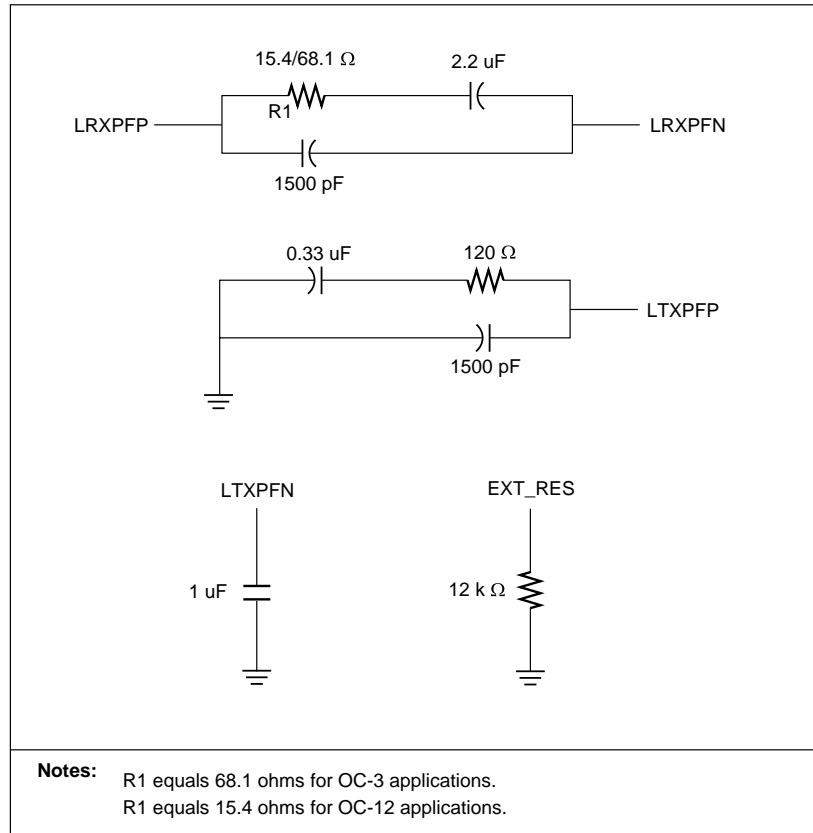 15.4/68.1 Ω
2.2 uF
R1
LRXPFP
LRXPFN
1500 pF
0.33 uF
120 Ω
LTXPFP
1500 pF
LTXPFN
EXT_RES
1 uF
12 k Ω
Notes:
R1 equals 68.1 ohms for OC-3 applications.
R1 equals 15.4 ohms for OC-12 applications.